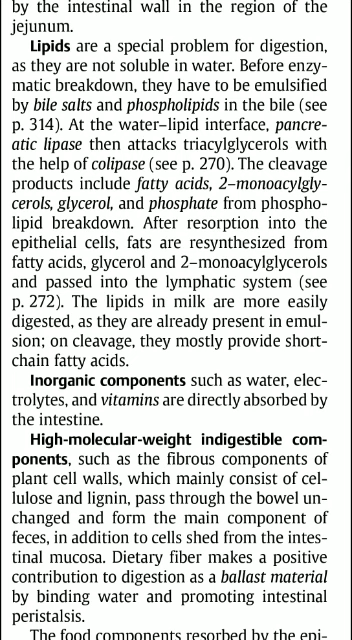 by the intestinal wall in the region of the
jejunum.
Lipids are a special problem for digestion,
as they are not soluble in water. Before enzy-
matic breakdown, they have to be emulsified
by bile salts and phospholipids in the bile (see
p. 314). At the water–lipid interface, pancre-
atic lipase then attacks triacylglycerols with
the help of colipase (see p. 270). The cleavage
products include fatty acids, 2–monoacylgly-
cerols, glycerol, and phosphate from phospho-
lipid breakdown. After resorption into the
epithelial cells, fats are resynthesized from
fatty acids, glycerol and 2–monoacylglycerols
and passed into the lymphatic system (see
p. 272). The lipids in milk are more easily
digested, as they are already present in emul-
sion; on cleavage, they mostly provide short-
chain fatty acids.
Inorganic components such as water, elec-
trolytes, and vitamins are directly absorbed by
the intestine.
High-molecular-weight indigestible com-
ponents, such as the fibrous components of
plant cell walls, which mainly consist of cel-
lulose and lignin, pass through the bowel un-
changed and form the main component of
feces, in addition to cells shed from the intes-
tinal mucosa. Dietary fiber makes a positive
contribution to digestion as a ballast material
by binding water and promoting intestinal
peristalsis.
The food components resorbed by the epi-